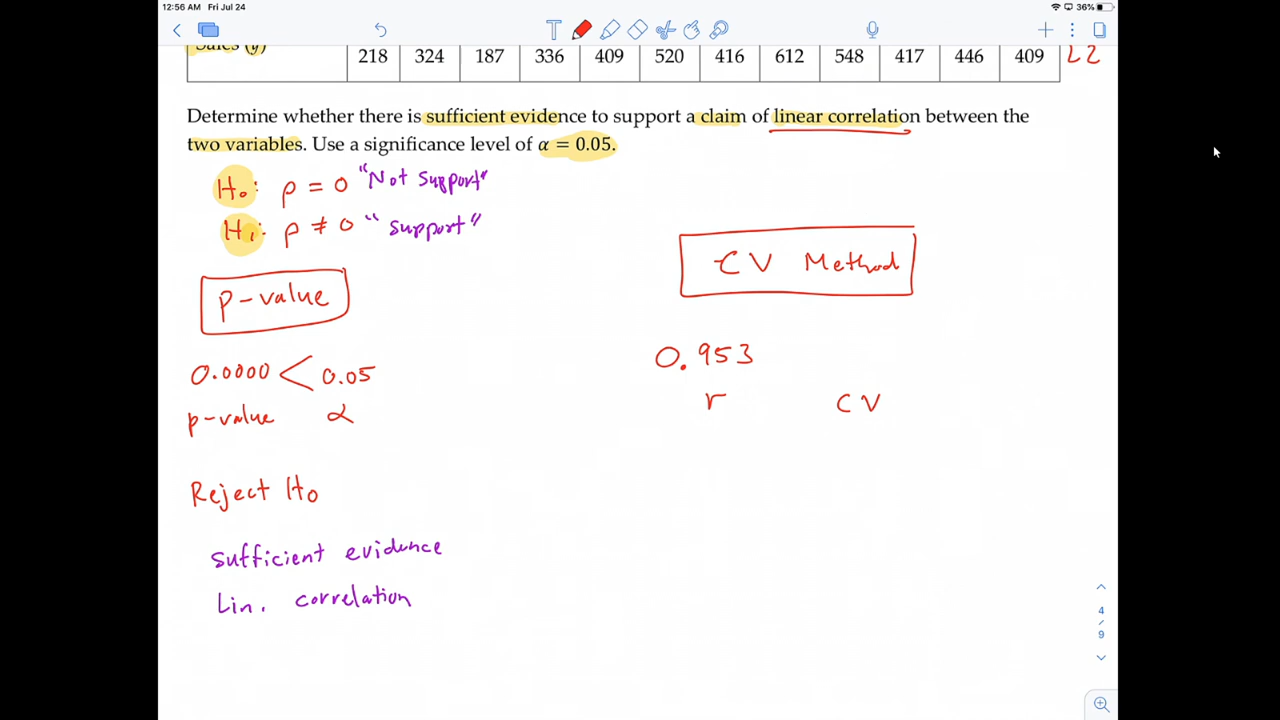 12:56 AM Fri Jul 24
36%
T
Sales (y)
218 324 187 336 409 520 416 612 548 417 446 409 L2
Determine whether there is sufficient evidence to support a claim of linear correlation between the
two variables. Use a significance level of α = 0.05.
H₀: ρ = 0 "Not support"
H₁: ρ ≠ 0 "support"
CV Method
p-value
0.953
0.0000 < 0.05
r CV
p-value α
Reject H₀
Sufficient evidence
Lin. correlation
4
/
9